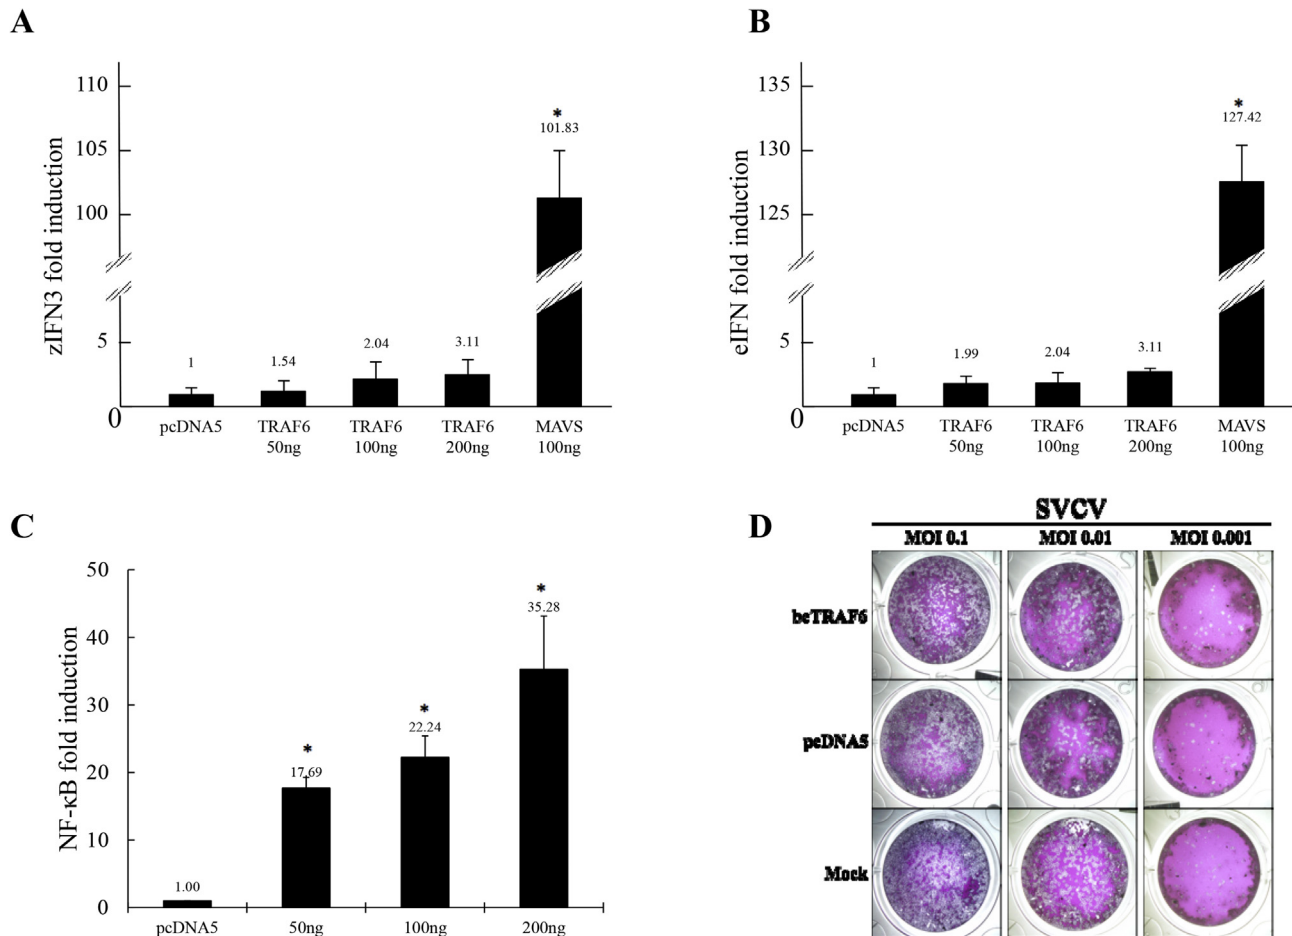 A
zIFN3 fold induction
110
105
100
5
0
1
1.54
2.04
3.11
*
101.83
pcDNA5
TRAF6
50ng
TRAF6
100ng
TRAF6
200ng
MAVS
100ng
B
eIFN fold induction
135
130
125
5
0
1
1.99
2.04
3.11
*
127.42
pcDNA5
TRAF6
50ng
TRAF6
100ng
TRAF6
200ng
MAVS
100ng
C
NF-κB fold induction
50
40
30
20
10
0
1.00
*
17.69
*
22.24
*
35.28
pcDNA5
50ng
100ng
200ng
D
SVCV
MOI 0.1 MOI 0.01 MOI 0.001
bcTRAF6
pcDNA5
Mock